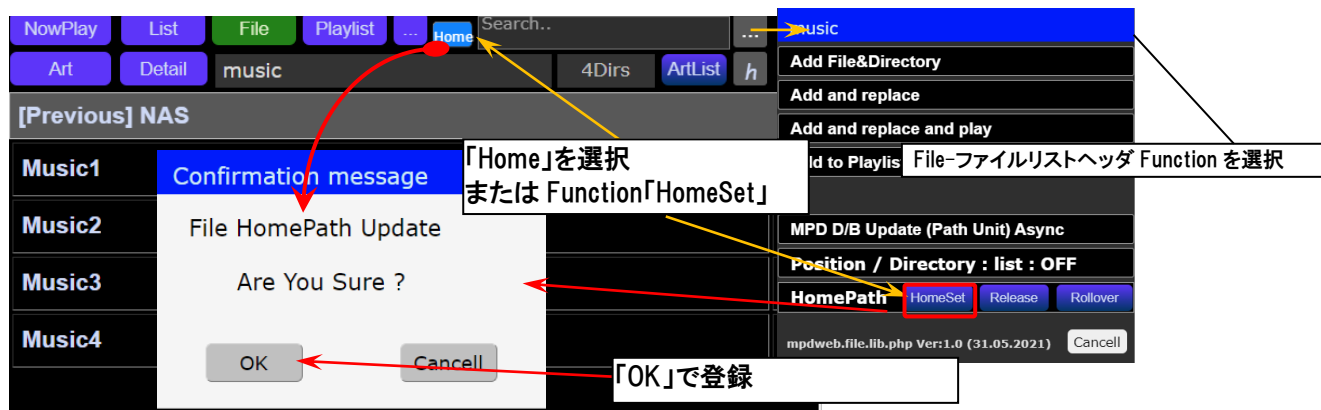 NowPlay List File Playlist ... Home Search.. ...
Art Detail music 4Dirs ArtList h
[Previous] NAS
Music1
Music2
Music3
Music4
Confirmation message
File HomePath Update
Are You Sure ?
OK Cancell
「Home」を選択
または Function「HomeSet」
「OK」で登録
music
Add File&Directory
Add and replace
Add and replace and play
ld to Playlis
File-ファイルリストヘッダ Function を選択
MPD D/B Update (Path Unit) Async
Position / Directory : list : OFF
HomePath HomeSet Release Rollover
mpdweb.file.lib.php Ver:1.0 (31.05.2021) Cancell